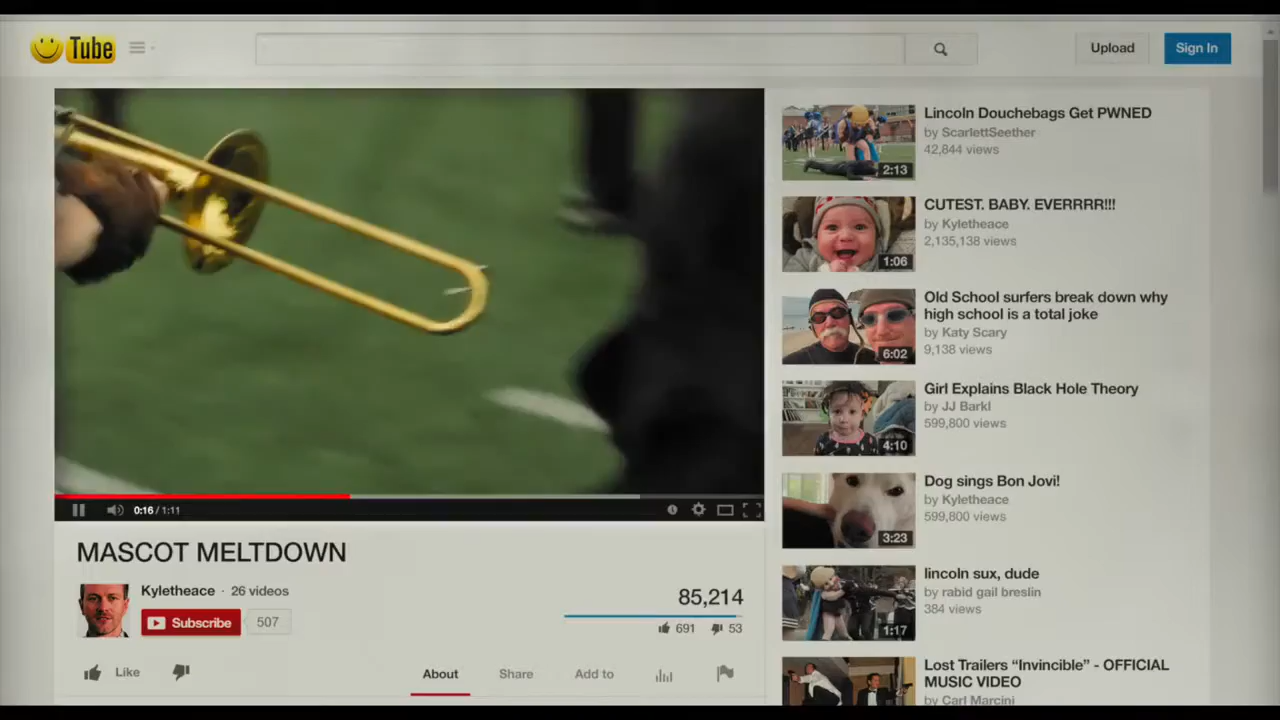 Tube
Upload
Sign In
Lincoln Douchebags Get PWNED
by ScarlettSeether
42,844 views
2:13
CUTEST. BABY. EVERRRR!!!
by Kyletheace
2,135,138 views
1:06
Old School surfers break down why
high school is a total joke
by Katy Scary
9,138 views
6:02
Girl Explains Black Hole Theory
by JJ Barkl
599,800 views
4:10
Dog sings Bon Jovi!
by Kyletheace
599,800 views
3:23
lincoln sux, dude
by rabid gail breslin
384 views
1:17
Lost Trailers “Invincible” - OFFICIAL
MUSIC VIDEO
by Carl Marcini
0:16 / 1:11
MASCOT MELTDOWN
Kyletheace · 26 videos
Subscribe 507
85,214
691 53
Like
About Share Add to